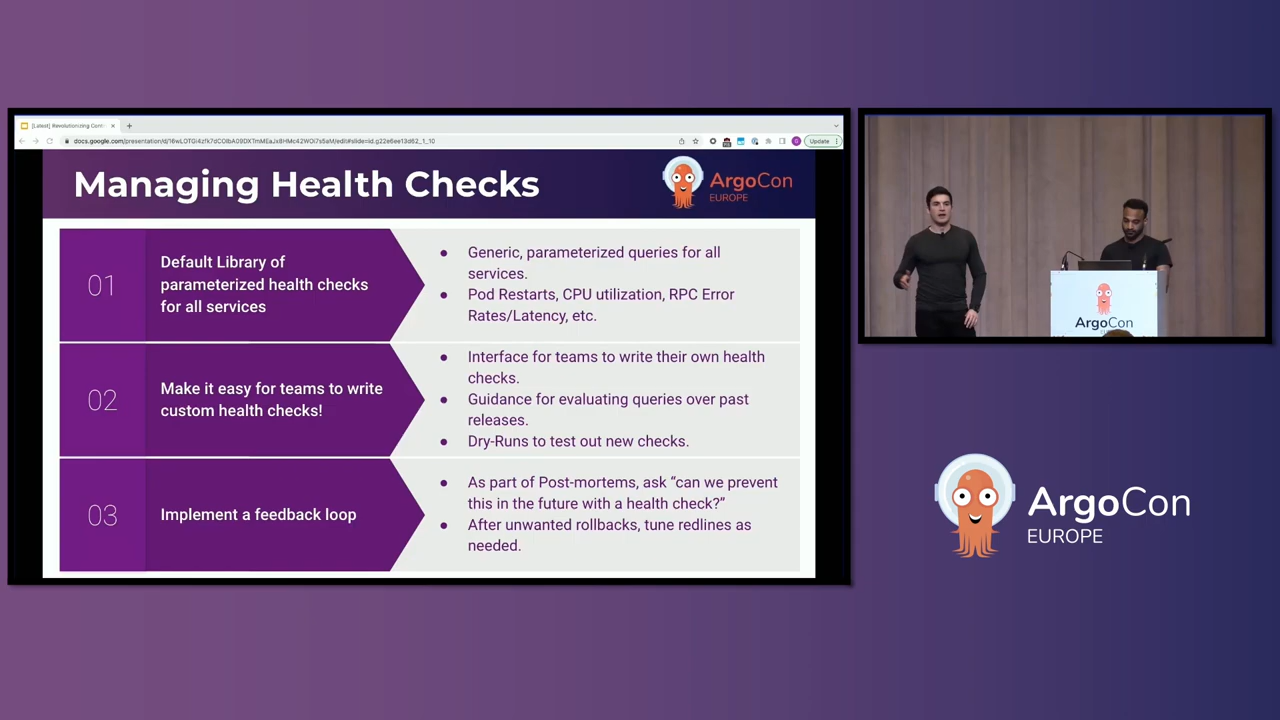 [Latest] Revolutionizing Cont
Update
Managing Health Checks
ArgoCon
EUROPE
01
Default Library of
parameterized health checks
for all services
● Generic, parameterized queries for all
services.
● Pod Restarts, CPU utilization, RPC Error
Rates/Latency, etc.
02
Make it easy for teams to write
custom health checks!
● Interface for teams to write their own health
checks.
● Guidance for evaluating queries over past
releases.
● Dry-Runs to test out new checks.
03
Implement a feedback loop
● As part of Post-mortems, ask “can we prevent
this in the future with a health check?”
● After unwanted rollbacks, tune redlines as
needed.
ArgoCon
ArgoCon
EUROPE